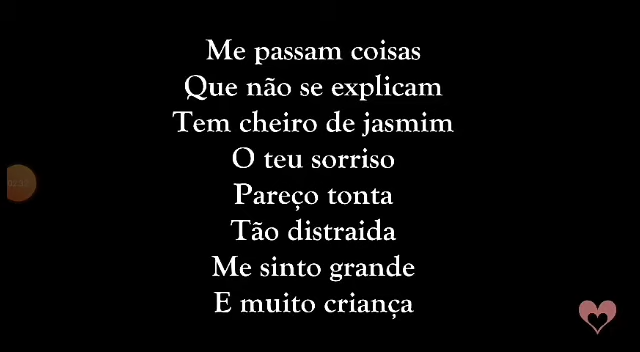 Me passam coisas
Que não se explicam
Tem cheiro de jasmim
O teu sorriso
Pareço tonta
Tão distraida
Me sinto grande
E muito criança